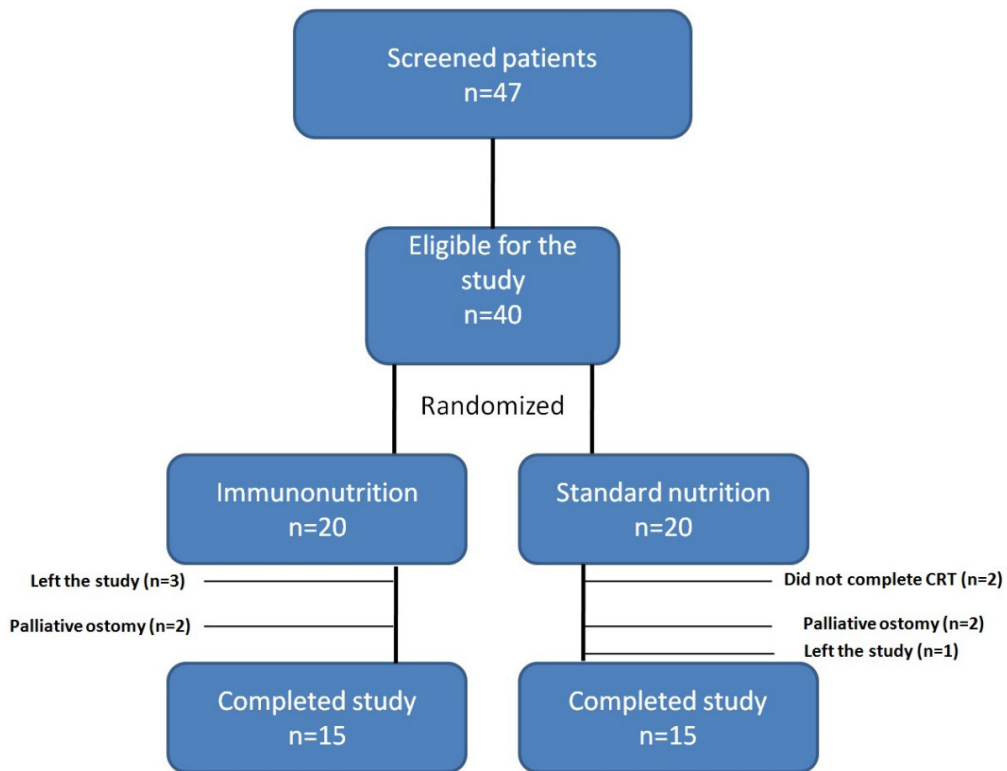 Screened patients
n=47
Eligible for the
study
n=40
Randomized
Immunonutrition
n=20
Standard nutrition
n=20
Left the study (n=3)
Palliative ostomy (n=2)
Did not complete CRT (n=2)
Palliative ostomy (n=2)
Left the study (n=1)
Completed study
n=15
Completed study
n=15